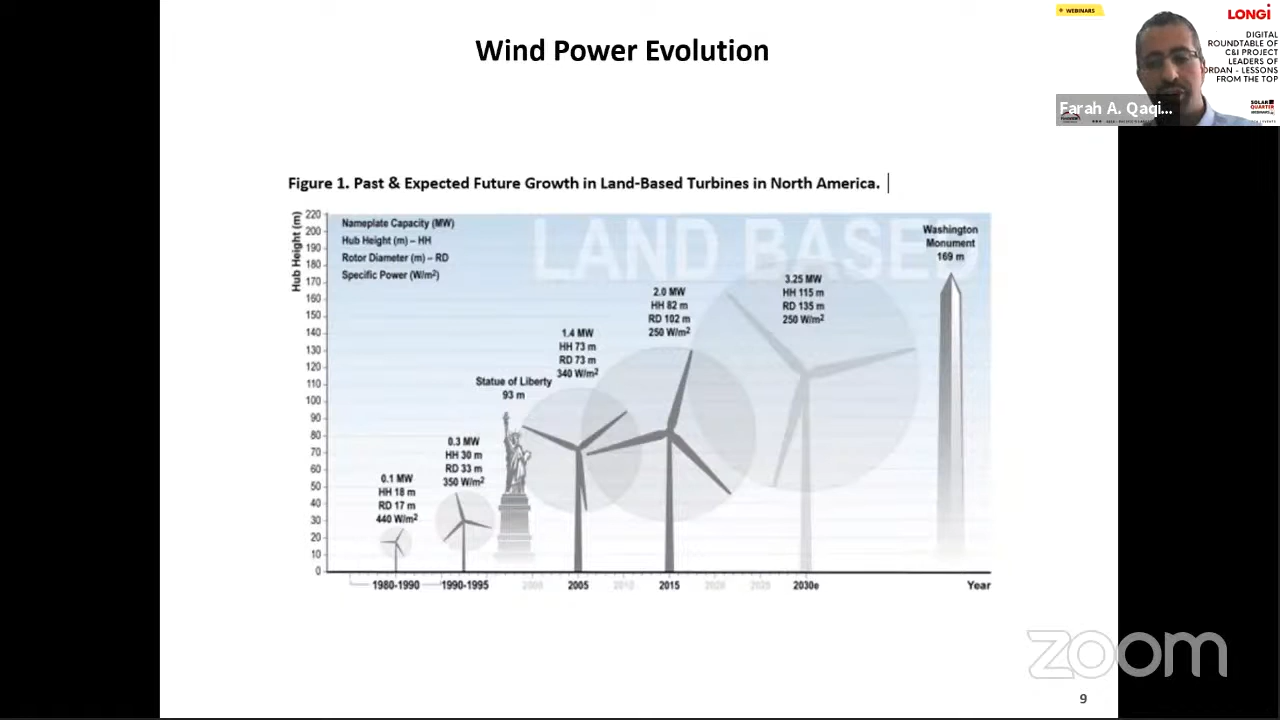 Wind Power Evolution
WEBINARS
LONGi
DIGITAL
ROUNDTABLE OF
C&I PROJECT
LEADERS OF
ORDAN - LESSONS
FROM THE TOP
SOLAR
QUARTER
Farah A. Qaqi...
Figure 1. Past & Expected Future Growth in Land-Based Turbines in North America.
LAND BASED
Hub Height (m)
220
200
190
180
170
160
150
140
130
120
110
100
90
80
70
60
50
40
30
20
10
0
Nameplate Capacity (MW)
Hub Height (m) – HH
Rotor Diameter (m) – RD
Specific Power (W/m²)
0.1 MW
HH 18 m
RD 17 m
440 W/m²
0.3 MW
HH 30 m
RD 33 m
350 W/m²
Statue of Liberty
93 m
1.4 MW
HH 73 m
RD 73 m
340 W/m²
2.0 MW
HH 82 m
RD 102 m
250 W/m²
3.25 MW
HH 115 m
RD 135 m
250 W/m²
Washington
Monument
169 m
1980-1990
1990-1995
2000
2005
2010
2015
2020
2025
2030e
Year
zoom
9